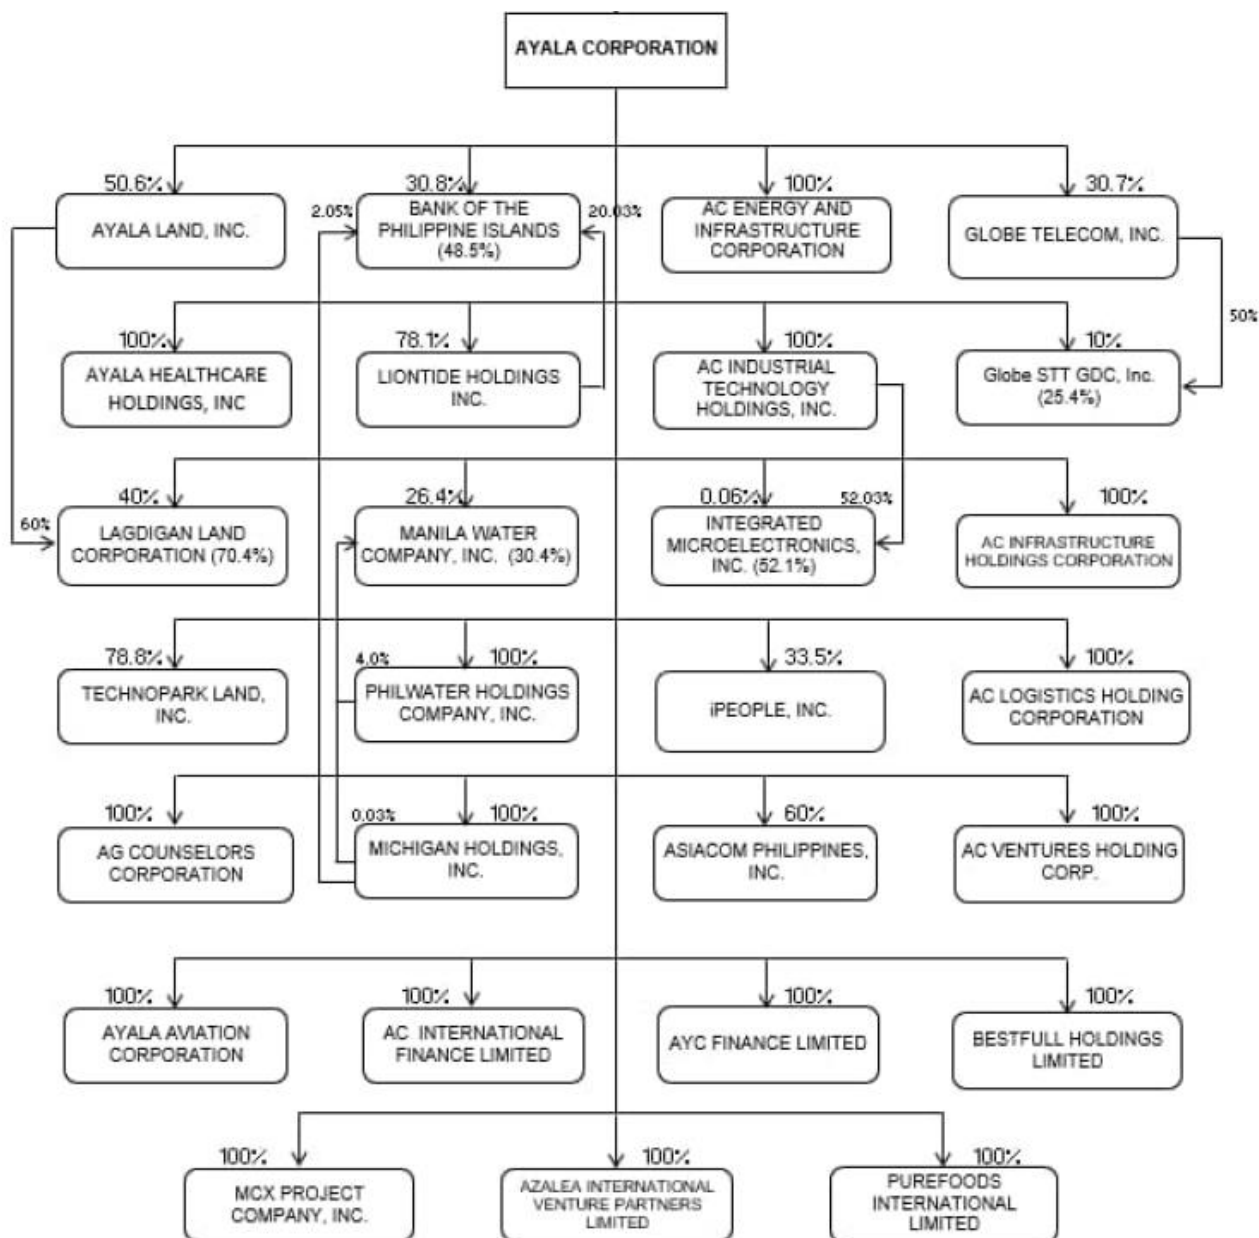 AYALA CORPORATION
50.6%
30.8%
100%
30.7%
2.05%
20.03%
AYALA LAND, INC.
BANK OF THE
PHILIPPINE ISLANDS
(48.5%)
AC ENERGY AND
INFRASTRUCTURE
CORPORATION
GLOBE TELECOM, INC.
50%
100%
78.1%
100%
10%
AYALA HEALTHCARE
HOLDINGS, INC
LIONTIDE HOLDINGS
INC.
AC INDUSTRIAL
TECHNOLOGY
HOLDINGS, INC.
Globe STT GDC, Inc.
(25.4%)
40%
26.4%
0.06%
52.03%
100%
60%
LAGDIGAN LAND
CORPORATION (70.4%)
MANILA WATER
COMPANY, INC. (30.4%)
INTEGRATED
MICROELECTRONICS,
INC. (52.1%)
AC INFRASTRUCTURE
HOLDINGS CORPORATION
78.8%
4.0%
100%
33.5%
100%
TECHNOPARK LAND,
INC.
PHILWATER HOLDINGS
COMPANY, INC.
iPEOPLE, INC.
AC LOGISTICS HOLDING
CORPORATION
100%
0.03%
100%
60%
100%
AG COUNSELORS
CORPORATION
MICHIGAN HOLDINGS,
INC.
ASIACOM PHILIPPINES,
INC.
AC VENTURES HOLDING
CORP.
100%
100%
100%
100%
AYALA AVIATION
CORPORATION
AC INTERNATIONAL
FINANCE LIMITED
AYC FINANCE LIMITED
BESTFULL HOLDINGS
LIMITED
100%
100%
100%
MCX PROJECT
COMPANY, INC.
AZALEA INTERNATIONAL
VENTURE PARTNERS
LIMITED
PUREFOODS
INTERNATIONAL
LIMITED